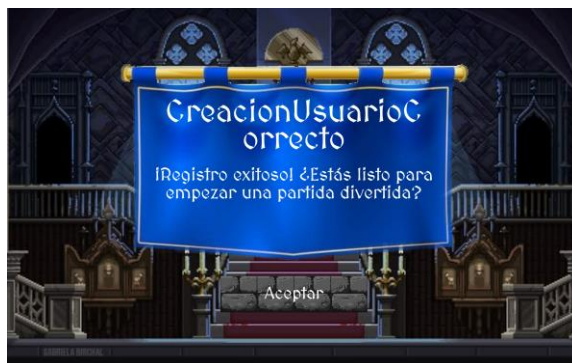 CreacionUsuarioC
orrecto
¡Registro exitoso! ¿Estás listo para
empezar una partida divertida?
Aceptar